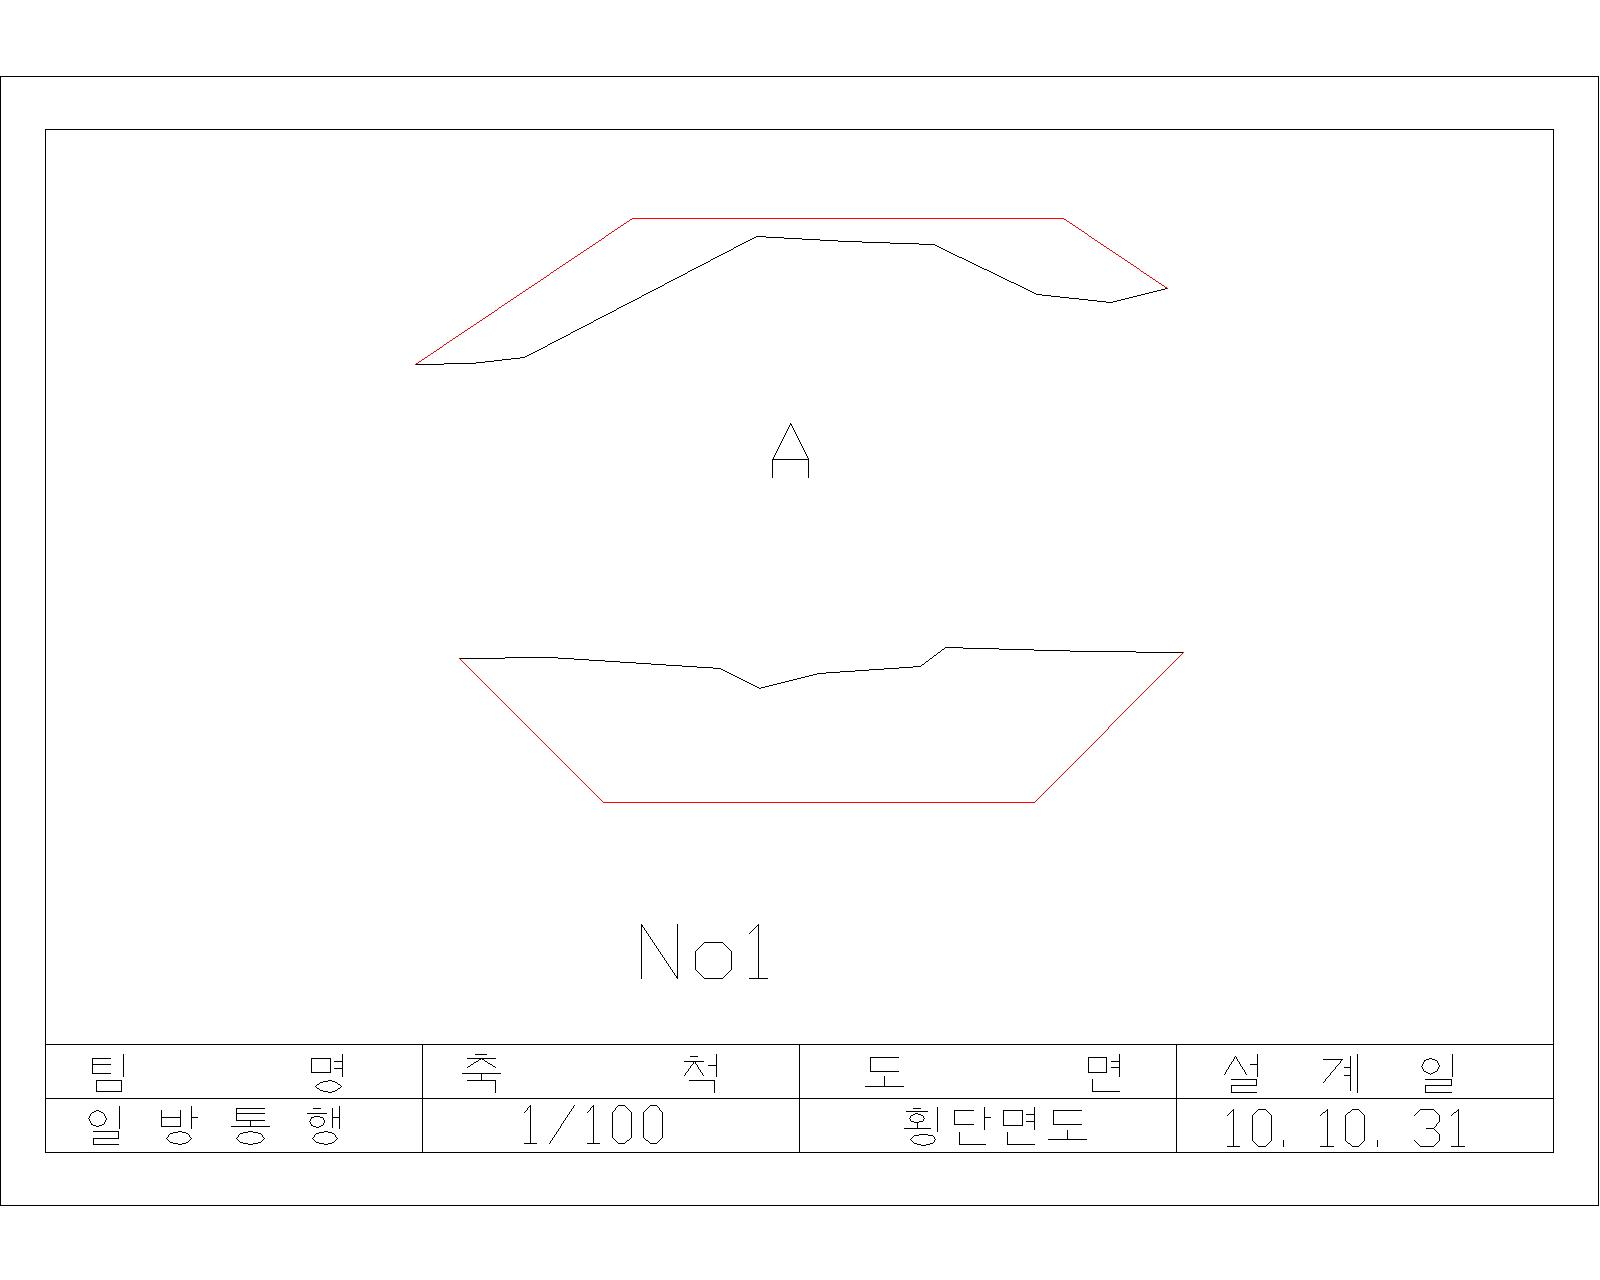 A
No1
팀 명 축 척 도 면 설 계 일
일 방 통 행 1/100 횡단면도 10. 10. 31